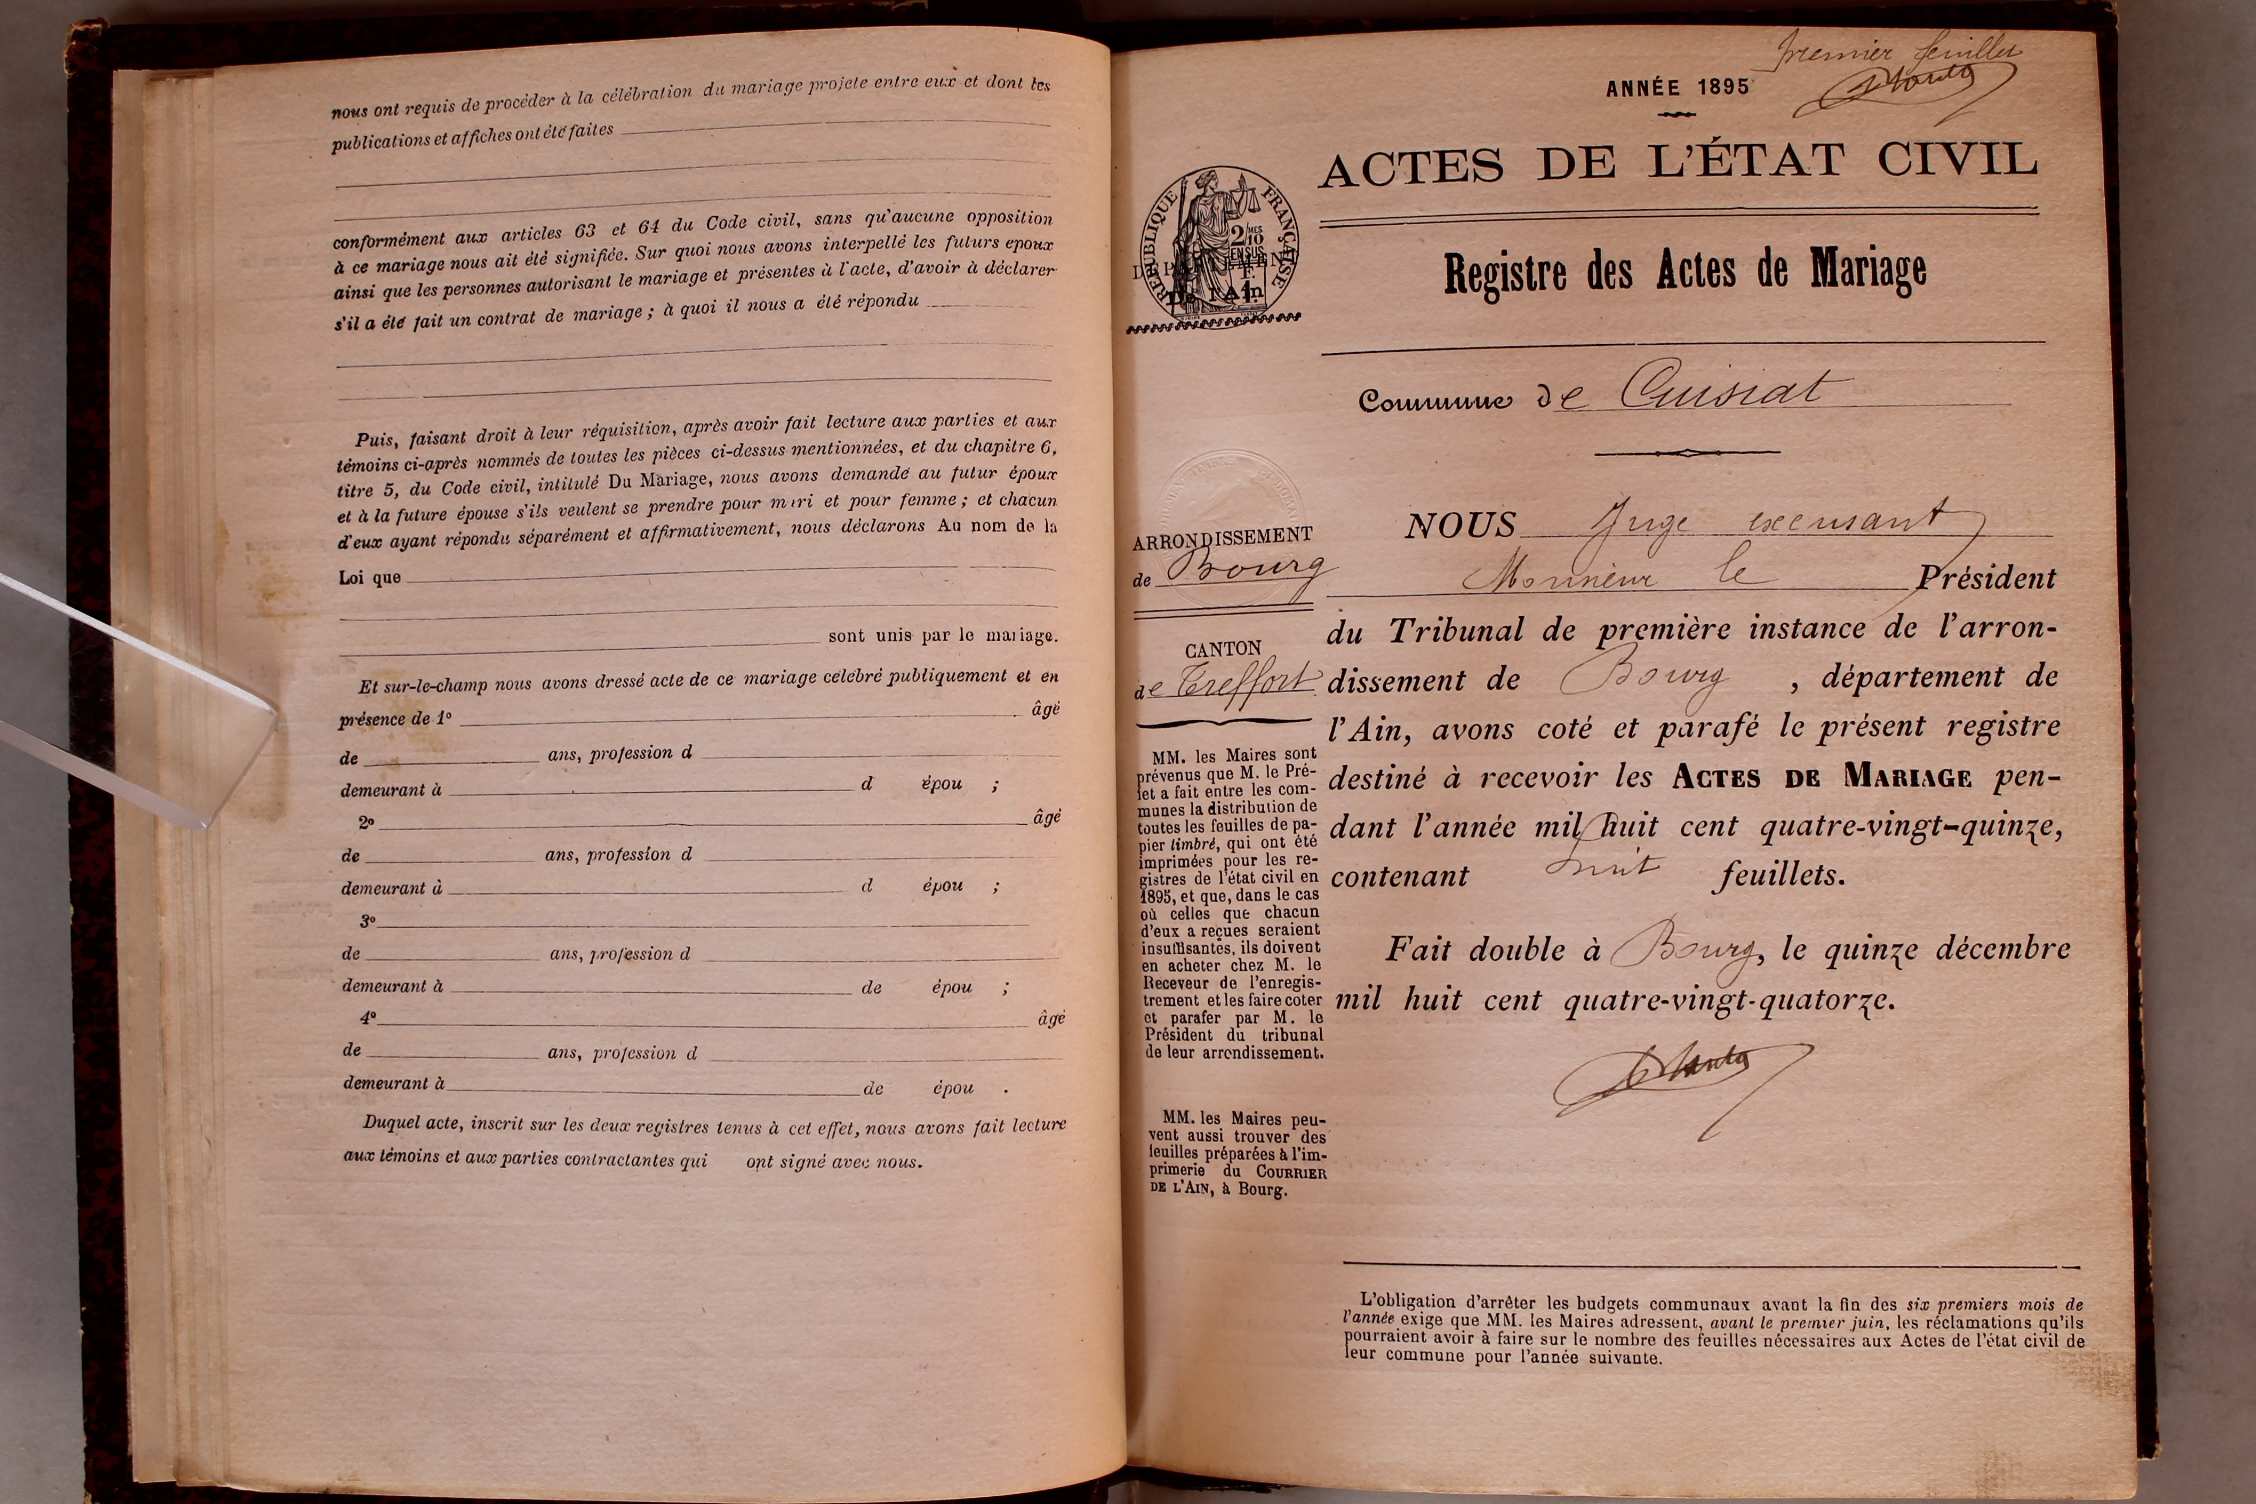 nous ont requis de procéder à la célébration du mariage projeté entre eux et dont les
publications et affiches ont été faites
conformément aux articles 63 et 64 du Code civil, sans qu'aucune opposition
à ce mariage nous ait été signifiée. Sur quoi nous avons interpellé les futurs epoux
ainsi que les personnes autorisant le mariage et présentes à l'acte, d'avoir à déclarer
s'il a été fait un contrat de mariage ; à quoi il nous a été répondu
Puis, faisant droit à leur réquisition, après avoir fait lecture aux parties et aux
témoins ci-après nommés de toutes les pièces ci-dessus mentionnées, et du chapitre 6,
titre 5, du Code civil, intitulé Du Mariage, nous avons demandé au futur époux
et à la future épouse s'ils veulent se prendre pour mari et pour femme ; et chacun
d'eux ayant répondu séparément et affirmativement, nous déclarons Au nom de la
Loi que
sont unis par le mariage.
Et sur-le-champ nous avons dressé acte de ce mariage célébré publiquement et en
présence de 1º âgé
de ans, profession d
demeurant à d épou ;
2º âgé
de ans, profession d
demeurant à d épou ;
3º
de ans, profession d
demeurant à de épou ;
4º âgé
de ans, profession d
demeurant à de épou .
Duquel acte, inscrit sur les deux registres tenus à cet effet, nous avons fait lecture
aux témoins et aux parties contractantes qui ont signé avec nous.
Premier feuillet
ANNÉE 1895
ACTES DE L'ÉTAT CIVIL
RÉPUBLIQUE FRANÇAISE
2/10 MES
EN SUS
1 F.
DÉPARTEMENT
De l'Ain
Registre des Actes de Mariage
Commune de Cuisiat
ARRONDISSEMENT
de Bourg
CANTON
de Treffort
MM. les Maires sont
prévenus que M. le Pré-
fet a fait entre les com-
munes la distribution de
toutes les feuilles de pa-
pier timbré, qui ont été
imprimées pour les re-
gistres de l'état civil en
1895, et que, dans le cas
où celles que chacun
d'eux a reçues seraient
insuffisantes, ils doivent
en acheter chez M. le
Receveur de l'enregis-
trement et les faire coter
et parafer par M. le
Président du tribunal
de leur arrondissement.
MM. les Maires peu-
vent aussi trouver des
feuilles préparées à l'im-
primerie du COURRIER
DE L'AIN, à Bourg.
NOUS Juge excusant
Monsieur le Président
du Tribunal de première instance de l'arron-
dissement de Bourg , département de
l'Ain, avons coté et parafé le présent registre
destiné à recevoir les ACTES DE MARIAGE pen-
dant l'année mil huit cent quatre-vingt-quinze,
contenant huit feuillets.
Fait double à Bourg, le quinze décembre
mil huit cent quatre-vingt-quatorze.
L'obligation d'arrêter les budgets communaux avant la fin des six premiers mois de
l'année exige que MM. les Maires adressent, avant le premier juin, les réclamations qu'ils
pourraient avoir à faire sur le nombre des feuilles nécessaires aux Actes de l'état civil de
leur commune pour l'année suivante.